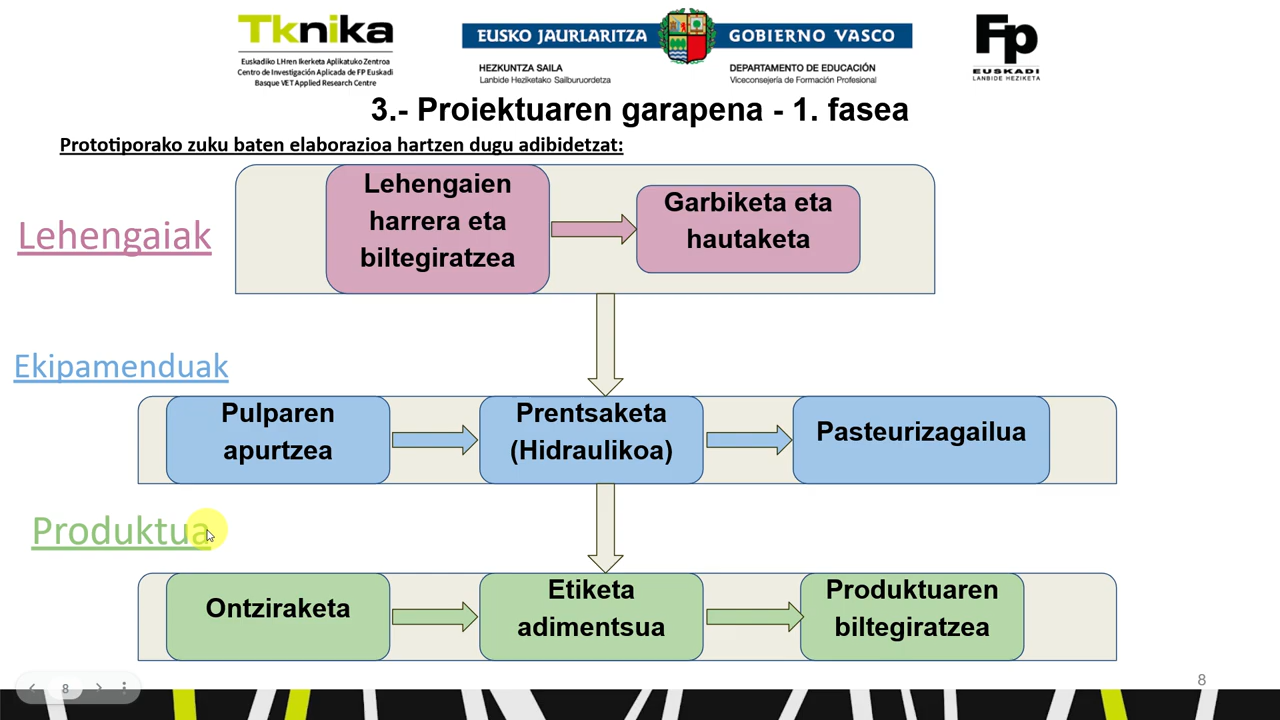 Tknika
Euskadiko LHren Ikerketa Aplikatuko Zentroa
Centro de Investigación Aplicada de FP Euskadi
Basque VET Applied Research Centre
EUSKO JAURLARITZA
GOBIERNO VASCO
HEZKUNTZA SAILA
Lanbide Heziketako Sailburuordetza
DEPARTAMENTO DE EDUCACIÓN
Viceconsejería de Formación Profesional
Fp
EUSKADI
LANBIDE HEZIKETA
3.- Proiektuaren garapena - 1. fasea
Prototiporako zuku baten elaborazioa hartzen dugu adibidetzat:
Lehengaiak
Lehengaien
harrera eta
biltegiratzea
Garbiketa eta
hautaketa
Ekipamenduak
Pulparen
apurtzea
Prentsaketa
(Hidraulikoa)
Pasteurizagailua
Produktua
Ontziraketa
Etiketa
adimentsua
Produktuaren
biltegiratzea
8
8